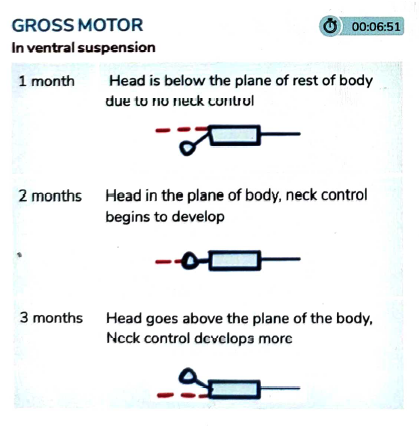 GROSS MOTOR
00:06:51
In ventral suspension
1 month
Head is below the plane of rest of body
due to no neck control
2 months
Head in the plane of body, neck control
begins to develop
3 months
Head goes above the plane of the body,
Neck control develops more